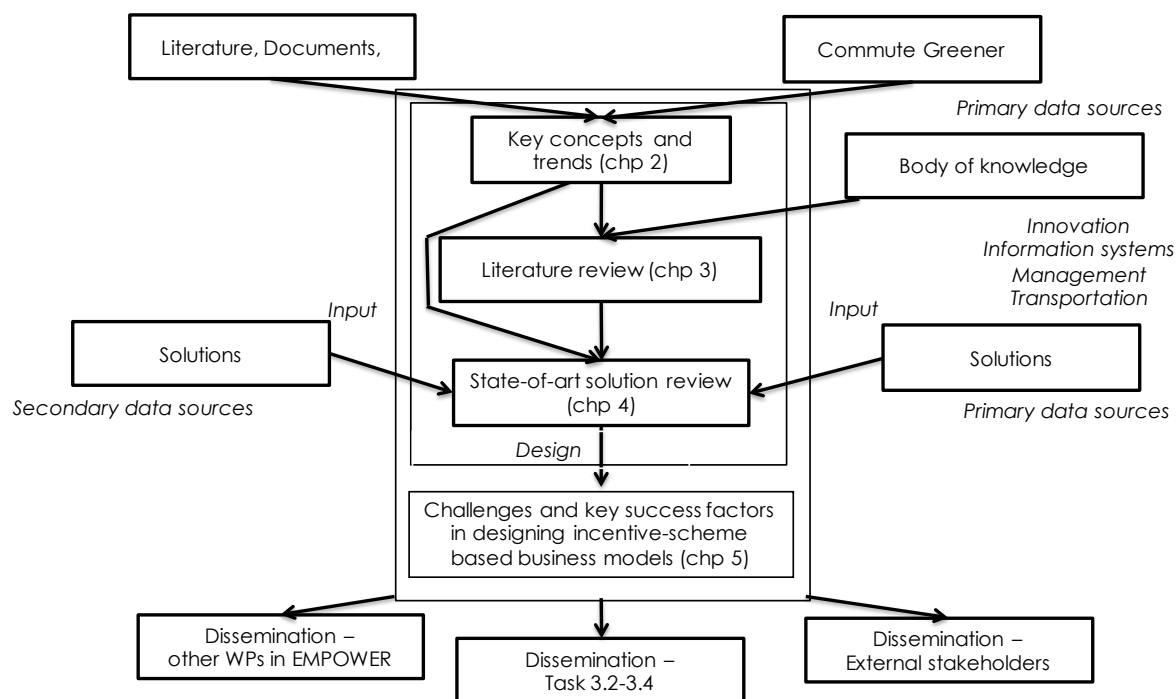 Literature, Documents,
Commute Greener
Primary data sources
Key concepts and
trends (chp 2)
Body of knowledge
Innovation
Information systems
Management
Transportation
Literature review (chp 3)
Input
Input
Solutions
Secondary data sources
State-of-art solution review
(chp 4)
Solutions
Primary data sources
Design
Challenges and key success factors
in designing incentive-scheme
based business models (chp 5)
Dissemination –
other WPs in EMPOWER
Dissemination –
Task 3.2-3.4
Dissemination –
External stakeholders